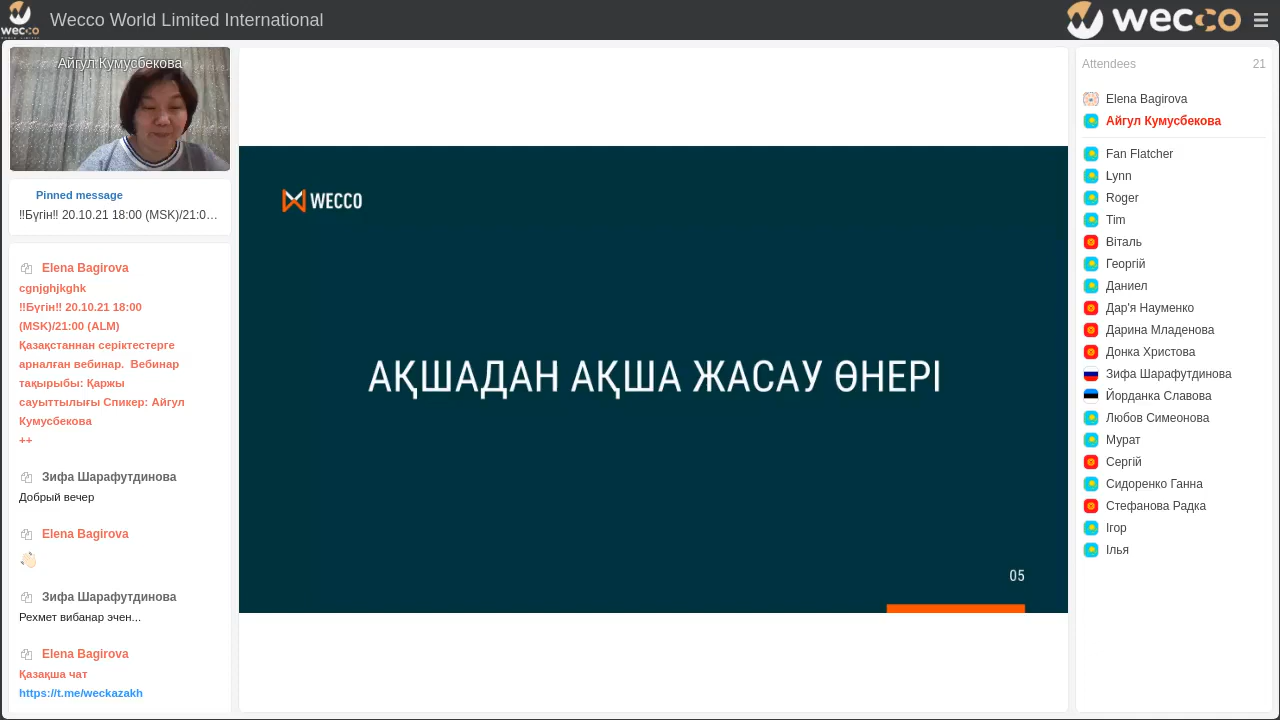 wecco
Wecco World Limited International
wecco
Айгул Кумусбекова
Pinned message
‼Бүгін‼ 20.10.21 18:00 (MSK)/21:0…
Elena Bagirova
cgnjghjkghk
‼Бүгін‼ 20.10.21 18:00
(MSK)/21:00 (ALM)
Қазақстаннан серіктестерге
арналған вебинар.  Вебинар
тақырыбы: Қаржы
сауыттылығы Спикер: Айгул
Кумусбекова
++
Зифа Шарафутдинова
Добрый вечер
Elena Bagirova
Зифа Шарафутдинова
Рехмет вибанар эчен...
Elena Bagirova
Қазақша чат
https://t.me/weckazakh
WECCO
АҚШАДАН АҚША ЖАСАУ ӨНЕРІ
05
Attendees 21
Elena Bagirova
Айгул Кумусбекова
Fan Flatcher
Lynn
Roger
Tim
Віталь
Георгій
Даниел
Дар'я Науменко
Дарина Младенова
Донка Христова
Зифа Шарафутдинова
Йорданка Славова
Любов Симеонова
Мурат
Сергій
Сидоренко Ганна
Стефанова Радка
Ігор
Ілья